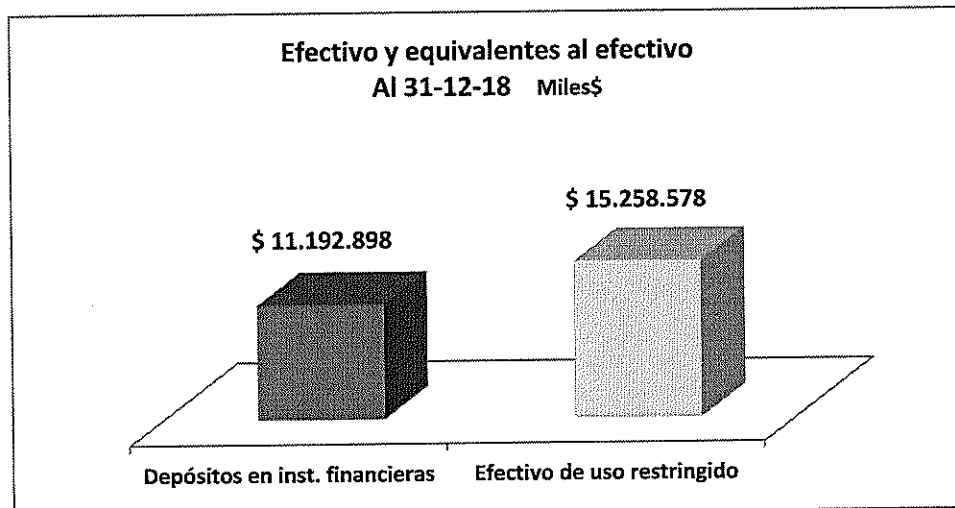 Efectivo y equivalentes al efectivo
Al 31-12-18 Miles$
$ 15.258.578
$ 11.192.898
Depósitos en inst. financieras
Efectivo de uso restringido